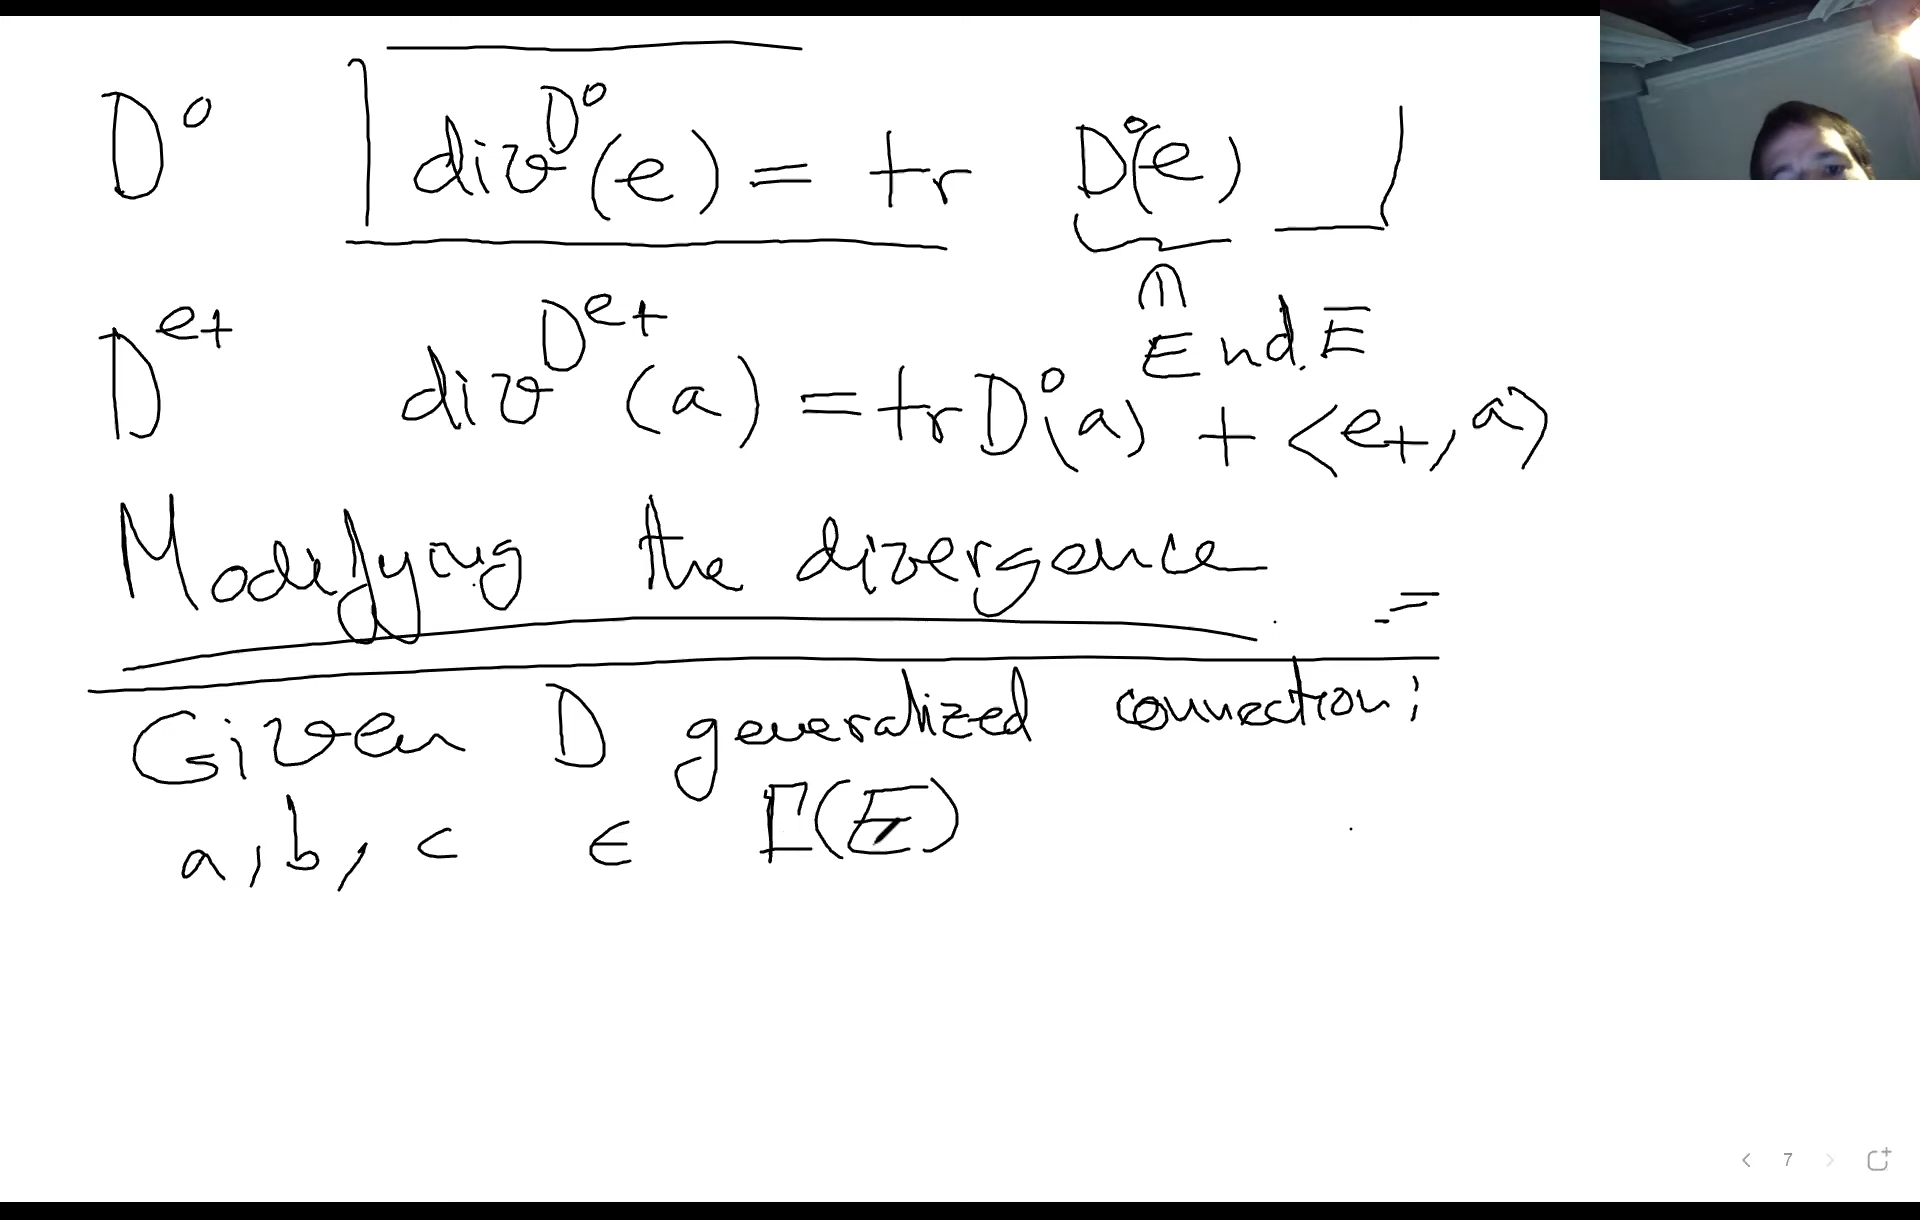 D⁰ div^{D⁰}(e) = tr D⁰(e)
∩
End E
D^{e+} div^{D^{e+}}(a) = tr D⁰(a) + <e+, a>
Modifying the divergence
Given D generalized connection:
a, b, c ∈ Γ(E)
7